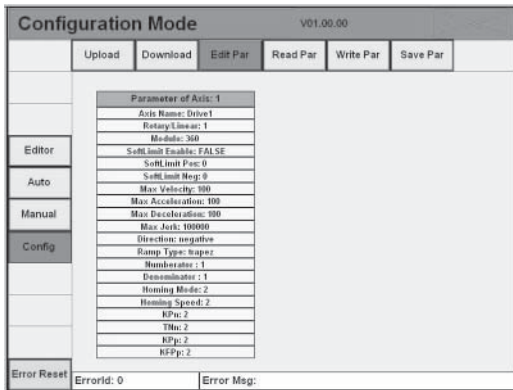 Configuration Mode V01.00.00
Upload Download Edit Par Read Par Write Par Save Par
Parameter of Axis: 1
Axis Name: Drive1
Rotary/Linear: 1
Module: 360
SoftLimit Enable: FALSE
SoftLimit Pos: 0
SoftLimit Neg: 0
Max Velocity: 100
Max Acceleration: 100
Max Deceleration: 100
Max Jerk: 100000
Direction: negative
Ramp Type: trapez
Numberator : 1
Denominator : 1
Homing Mode: 2
Homing Speed: 2
KPn: 2
TNn: 2
KPp: 2
KFPp: 2
Editor
Auto
Manual
Config
Error Reset
ErrorId: 0 Error Msg: